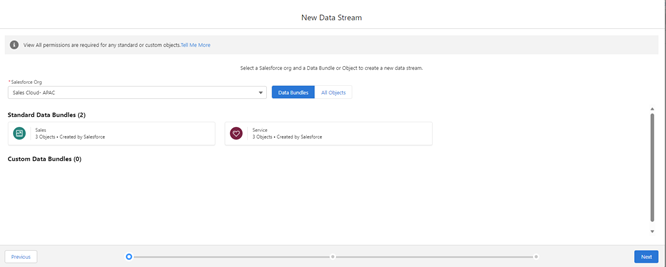 New Data Stream
View All permissions are required for any standard or custom objects.Tell Me More
Select a Salesforce org and a Data Bundle or Object to create a new data stream.
*Salesforce Org
Sales Cloud- APAC
Data Bundles
All Objects
Standard Data Bundles (2)
Sales
3 Objects • Created by Salesforce
Service
3 Objects • Created by Salesforce
Custom Data Bundles (0)
Previous
Next